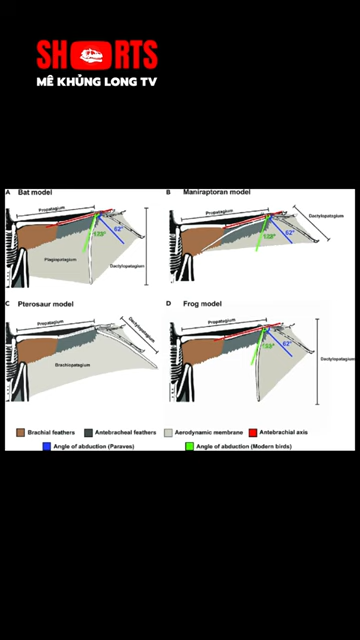 SHORTS
MÊ KHỦNG LONG TV
A Bat model
B Maniraptoran model
Propatagium
Propatagium
Dactylopatagium
62°
62°
Plagiopatagium
Dactylopatagium
C Pterosaur model
D Frog model
Propatagium
Dactylopatagium
Propatagium
62°
Brachiopatagium
Dactylopatagium
Brachial feathers
Antebracheal feathers
Aerodynamic membrane
Antebrachial axis
Angle of abduction (Paraves)
Angle of abduction (Modern birds)